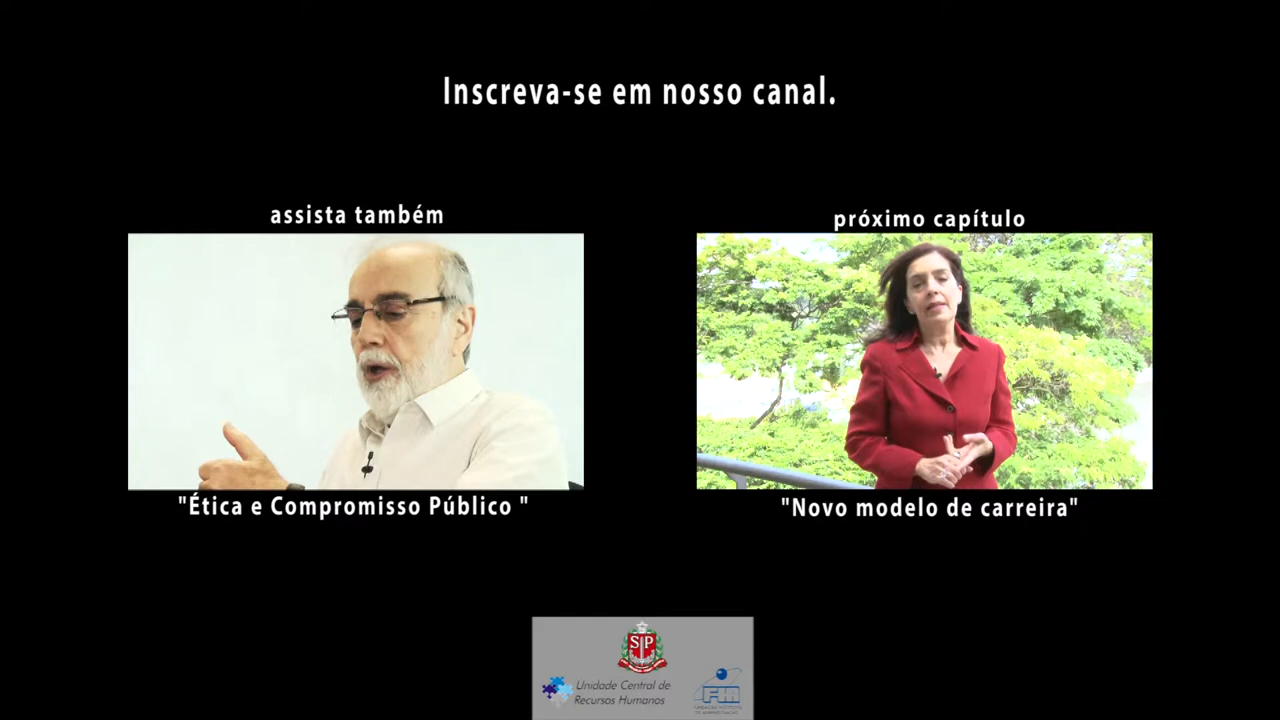 Inscreva-se em nosso canal.
assista também
próximo capítulo
"Ética e Compromisso Público "
"Novo modelo de carreira"
SP
Unidade Central de
Recursos Humanos
FIA